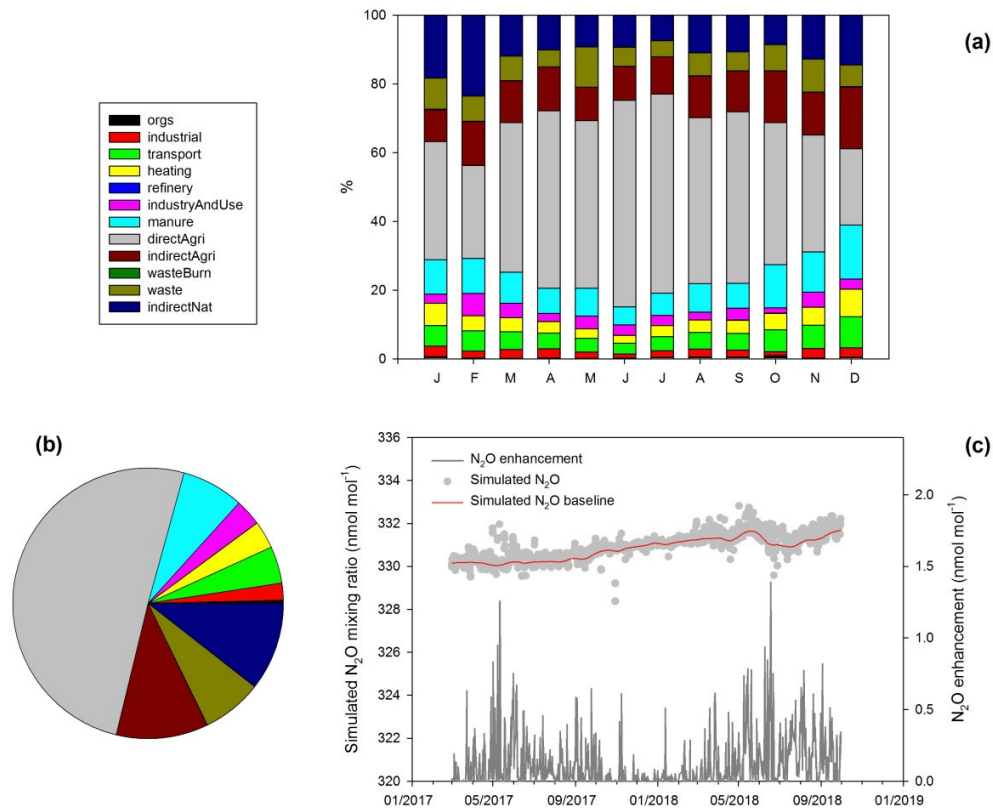 (a)
100
80
60
40
20
0
%
J F M A M J J A S O N D
orgs
industrial
transport
heating
refinery
industryAndUse
manure
directAgri
indirectAgri
wasteBurn
waste
indirectNat
(b)
(c)
336
334
332
330
328
326
324
322
320
Simulated N₂O mixing ratio (nmol mol⁻¹)
N₂O enhancement
Simulated N₂O
Simulated N₂O baseline
2.0
1.5
1.0
0.5
0.0
N₂O enhancement (nmol mol⁻¹)
01/2017 05/2017 09/2017 01/2018 05/2018 09/2018 01/2019